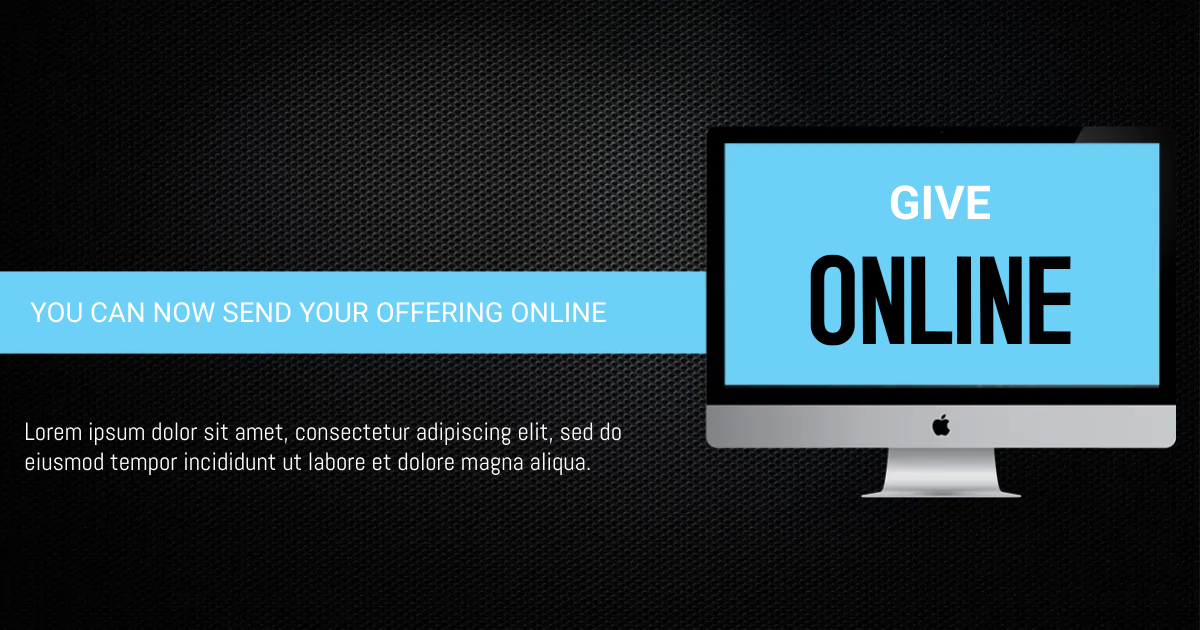 GIVE
ONLINE
YOU CAN NOW SEND YOUR OFFERING ONLINE
Lorem ipsum dolor sit amet, consectetur adipiscing elit, sed do
eiusmod tempor incididunt ut labore et dolore magna aliqua.